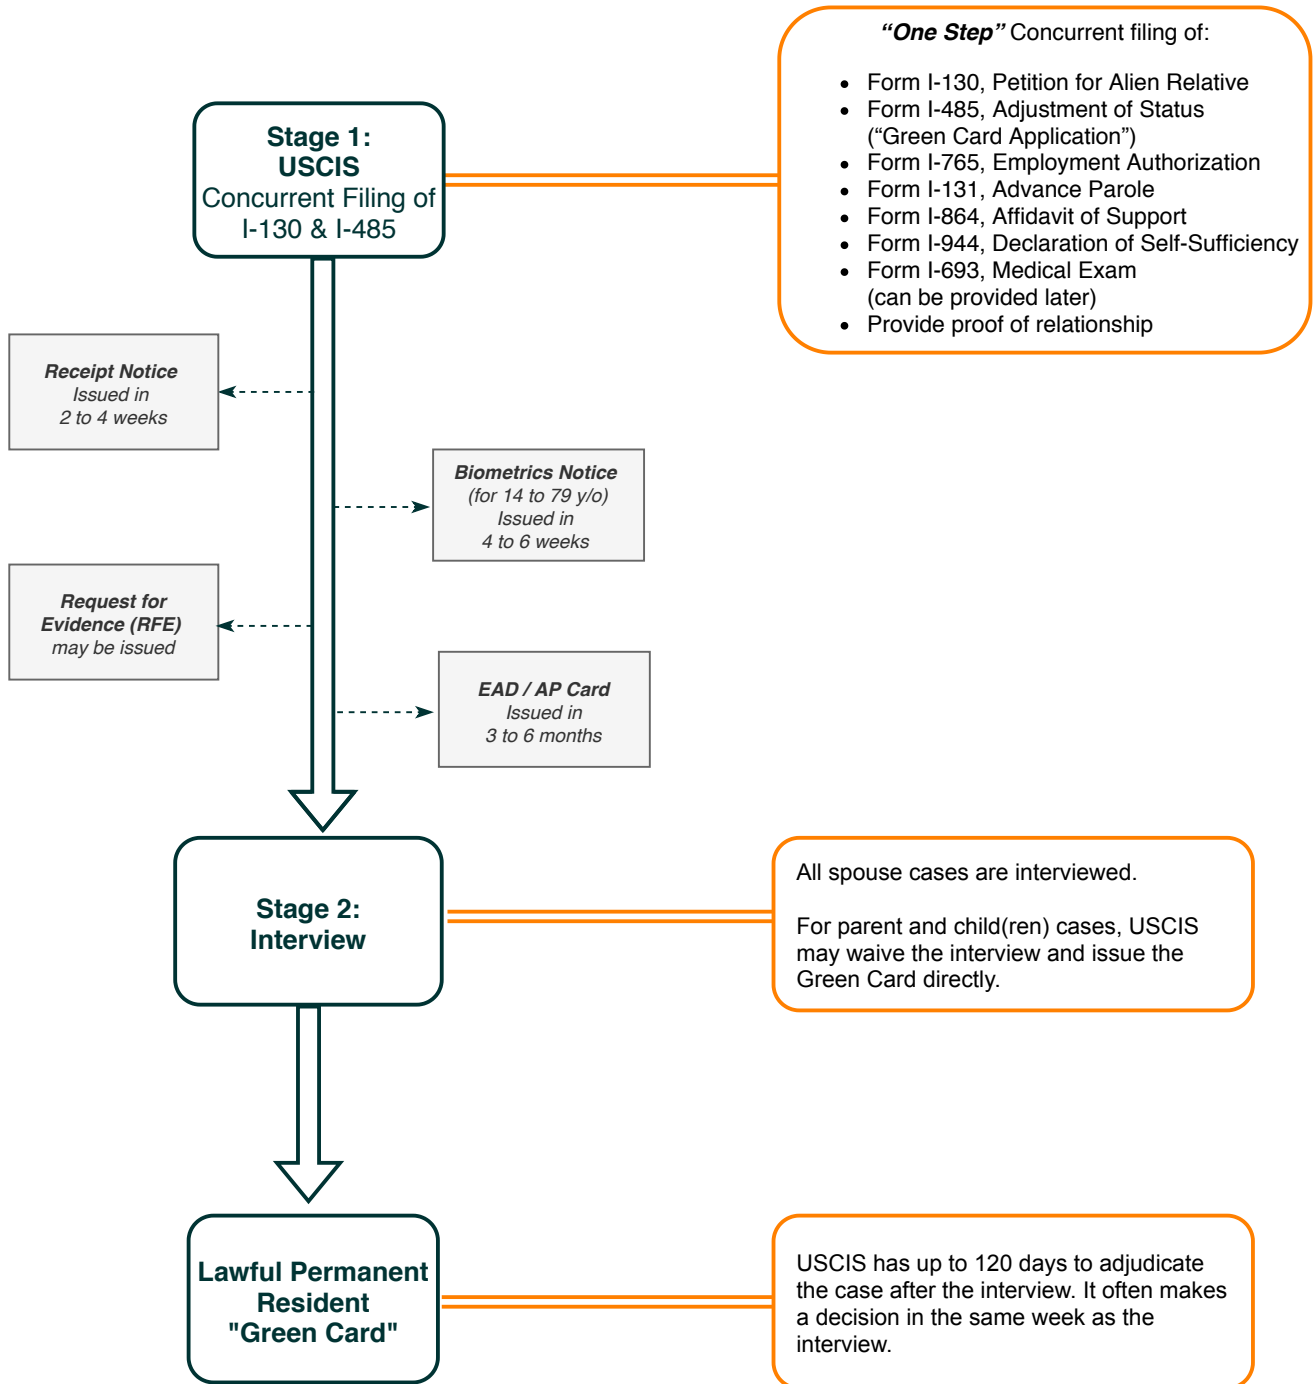 “One Step” Concurrent filing of:
• Form I-130, Petition for Alien Relative
• Form I-485, Adjustment of Status
(“Green Card Application”)
• Form I-765, Employment Authorization
• Form I-131, Advance Parole
• Form I-864, Affidavit of Support
• Form I-944, Declaration of Self-Sufficiency
• Form I-693, Medical Exam
(can be provided later)
• Provide proof of relationship
Stage 1:
USCIS
Concurrent Filing of
I-130 & I-485
Receipt Notice
Issued in
2 to 4 weeks
Biometrics Notice
(for 14 to 79 y/o)
Issued in
4 to 6 weeks
Request for
Evidence (RFE)
may be issued
EAD / AP Card
Issued in
3 to 6 months
Stage 2:
Interview
All spouse cases are interviewed.
For parent and child(ren) cases, USCIS
may waive the interview and issue the
Green Card directly.
Lawful Permanent
Resident
"Green Card"
USCIS has up to 120 days to adjudicate
the case after the interview. It often makes
a decision in the same week as the
interview.